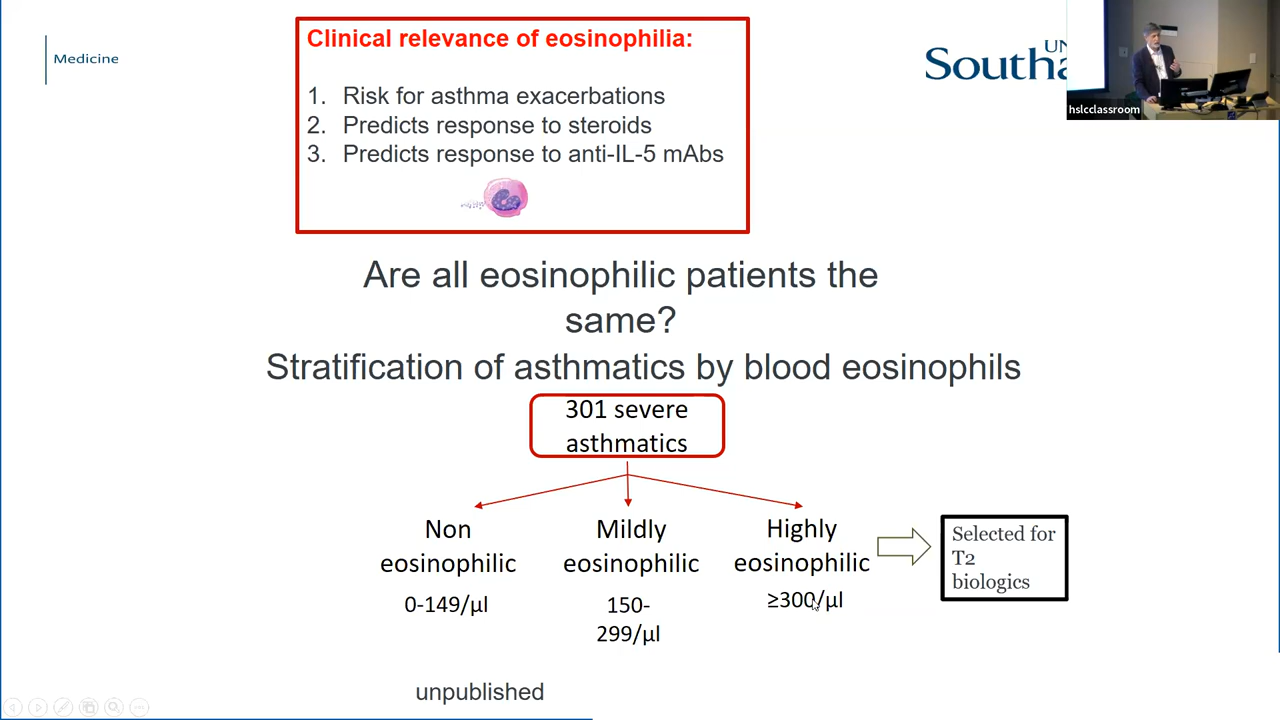 Medicine
Clinical relevance of eosinophilia:
1. Risk for asthma exacerbations
2. Predicts response to steroids
3. Predicts response to anti-IL-5 mAbs
UN
Southa
hslcclassroom
Are all eosinophilic patients the
same?
Stratification of asthmatics by blood eosinophils
301 severe
asthmatics
Non
eosinophilic
0-149/µl
Mildly
eosinophilic
150-
299/µl
Highly
eosinophilic
≥300/µl
Selected for
T2
biologics
unpublished